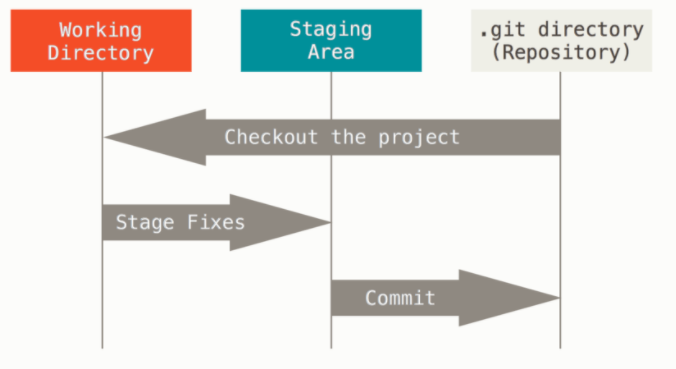 Working
Directory
Staging
Area
.git directory
(Repository)
Checkout the project
Stage Fixes
Commit